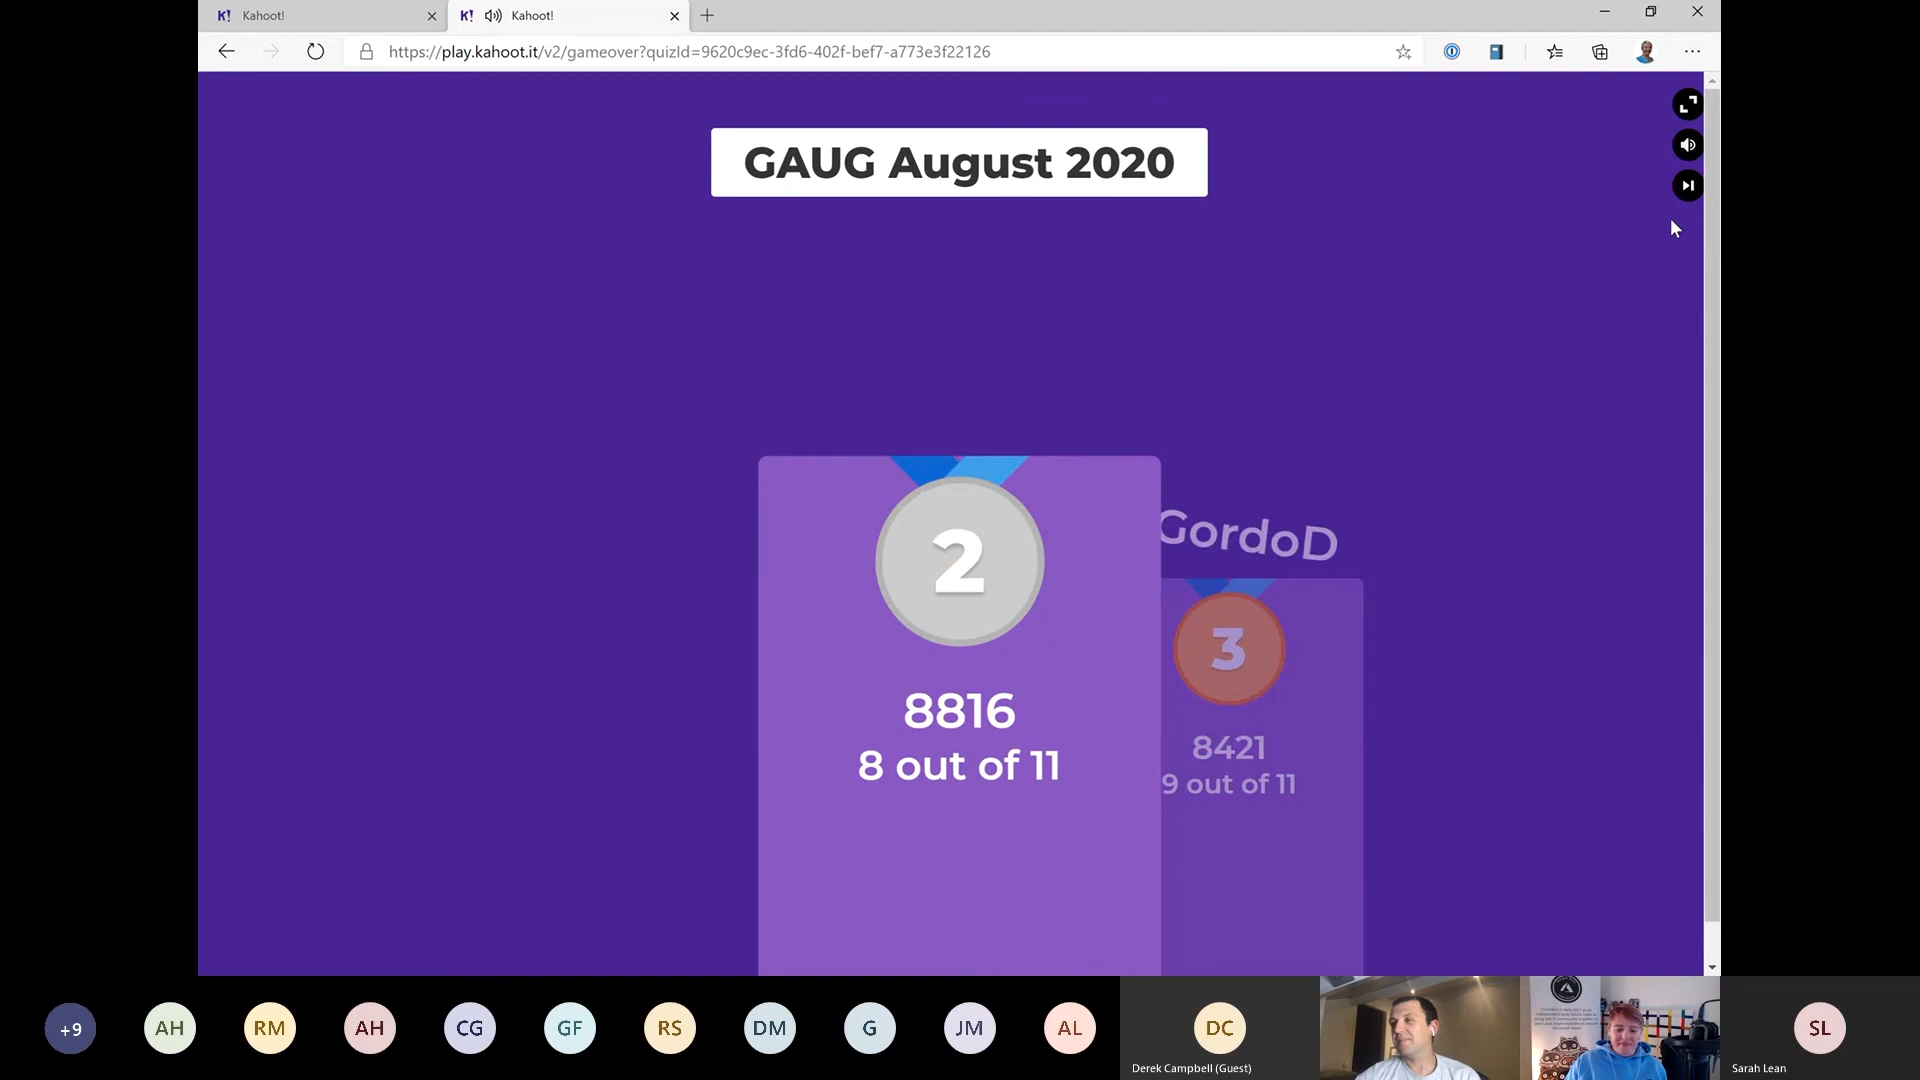 K! Kahoot!
K! Kahoot!
https://play.kahoot.it/v2/gameover?quizId=9620c9ec-3fd6-402f-bef7-a773e3f22126
GAUG August 2020
2
8816
8 out of 11
GordoD
3
8421
9 out of 11
+9
AH
RM
AH
CG
GF
RS
DM
G
JM
AL
DC
Derek Campbell (Guest)
SL
Sarah Lean